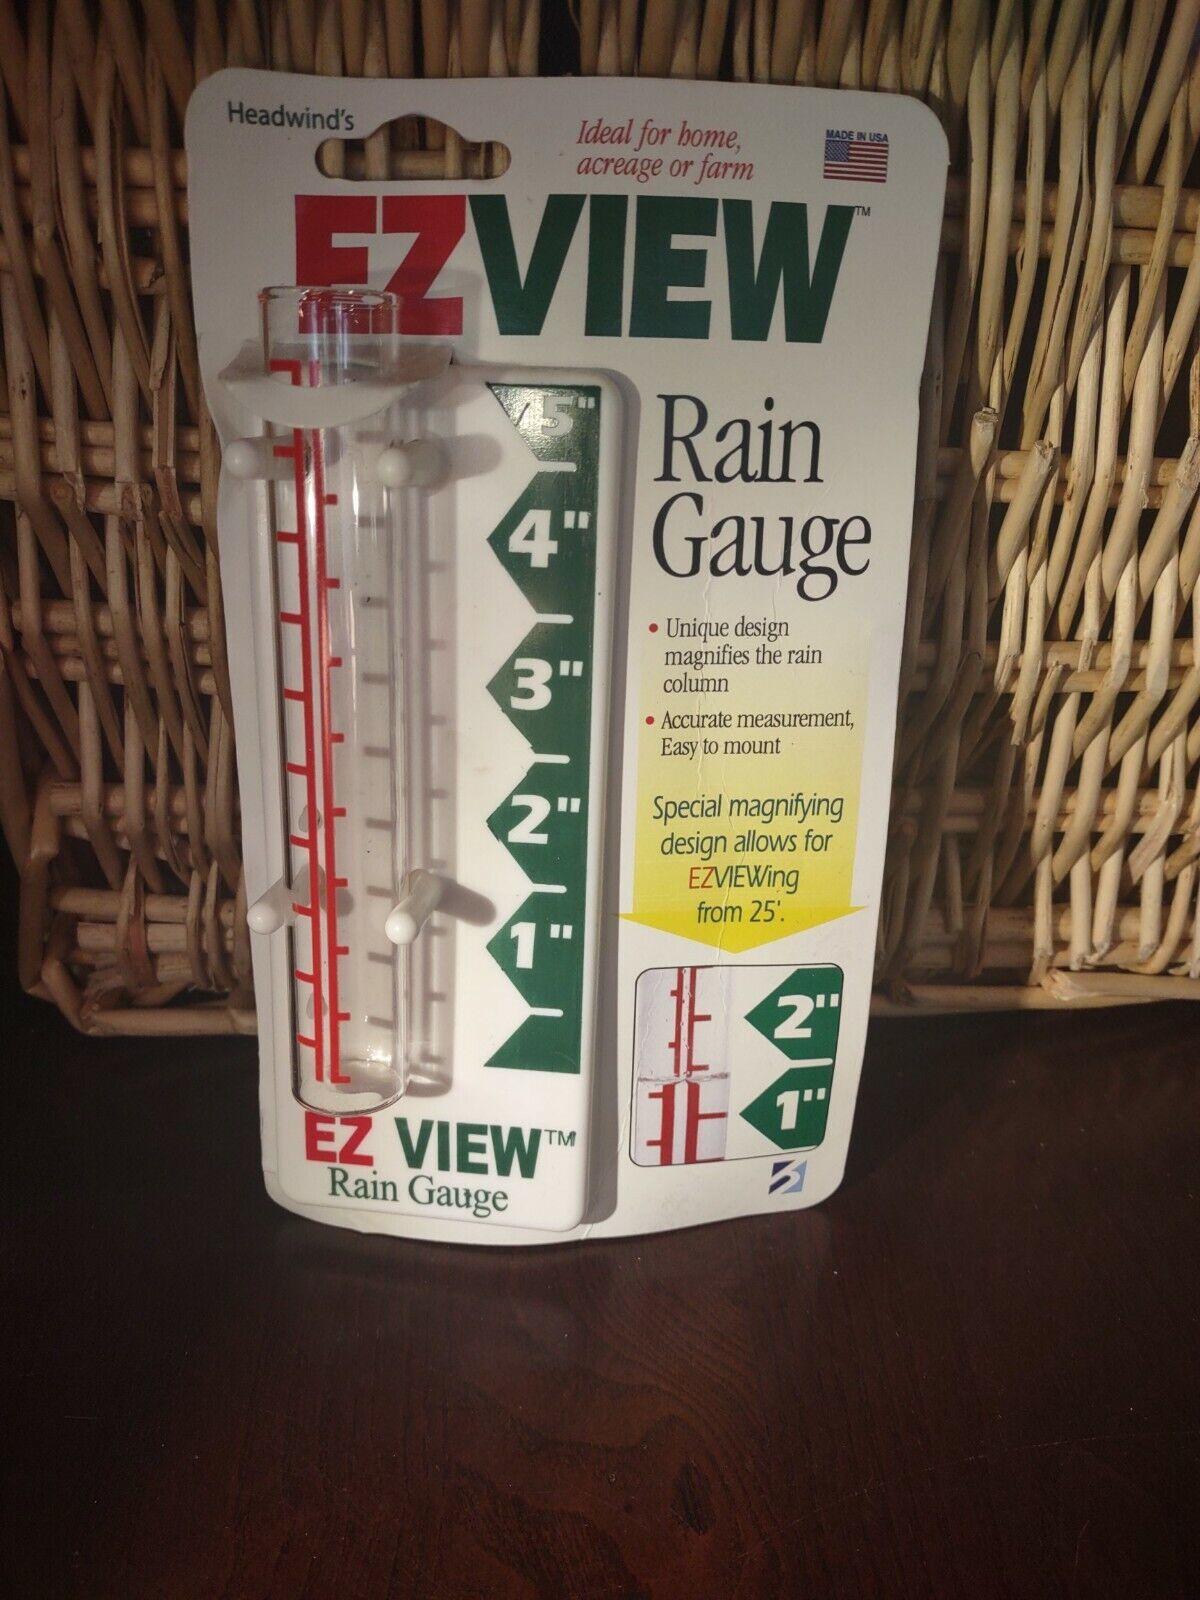 Headwind's
Ideal for home,
acreage or farm
MADE IN USA
EZVIEW™
5"
4"
3"
2"
1"
EZ VIEW™
Rain Gauge
Rain
Gauge
• Unique design
magnifies the rain
column
• Accurate measurement,
Easy to mount
Special magnifying
design allows for
EZVIEWing
from 25'.
2"
1"